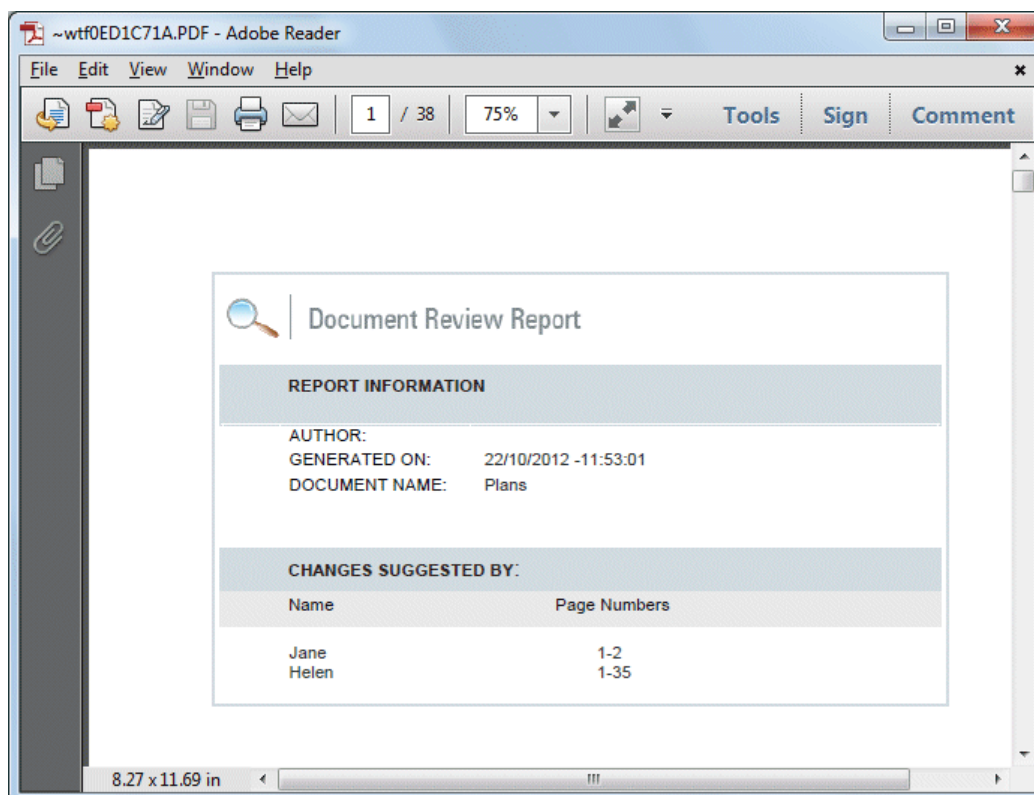 ~wtf0ED1C71A.PDF - Adobe Reader
File Edit View Window Help
1 / 38 75% Tools Sign Comment
Document Review Report
REPORT INFORMATION
AUTHOR:
GENERATED ON: 22/10/2012 -11:53:01
DOCUMENT NAME: Plans
CHANGES SUGGESTED BY:
Name Page Numbers
Jane 1-2
Helen 1-35
8.27 x 11.69 in